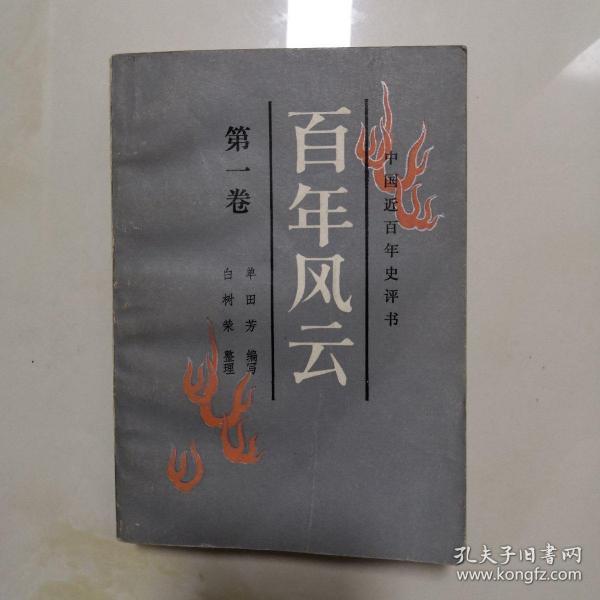 中国近百年史评书
百年风云
第一卷
单田芳 编写
白树荣 整理
孔夫子旧书网
www.kongfz.com